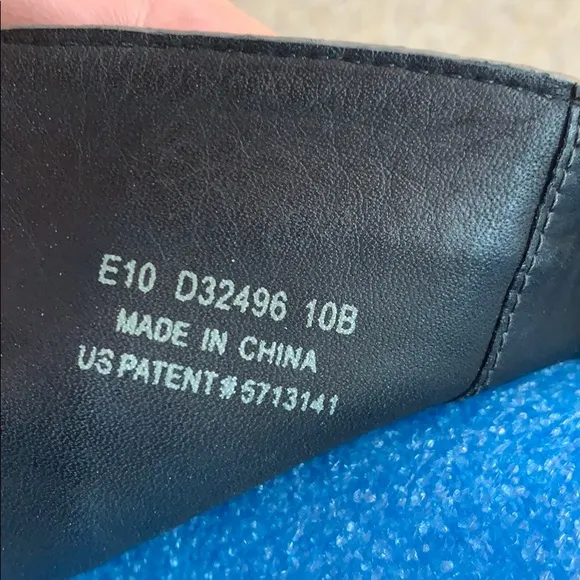 E10 D32496 10B
MADE IN CHINA
US PATENT#5713141